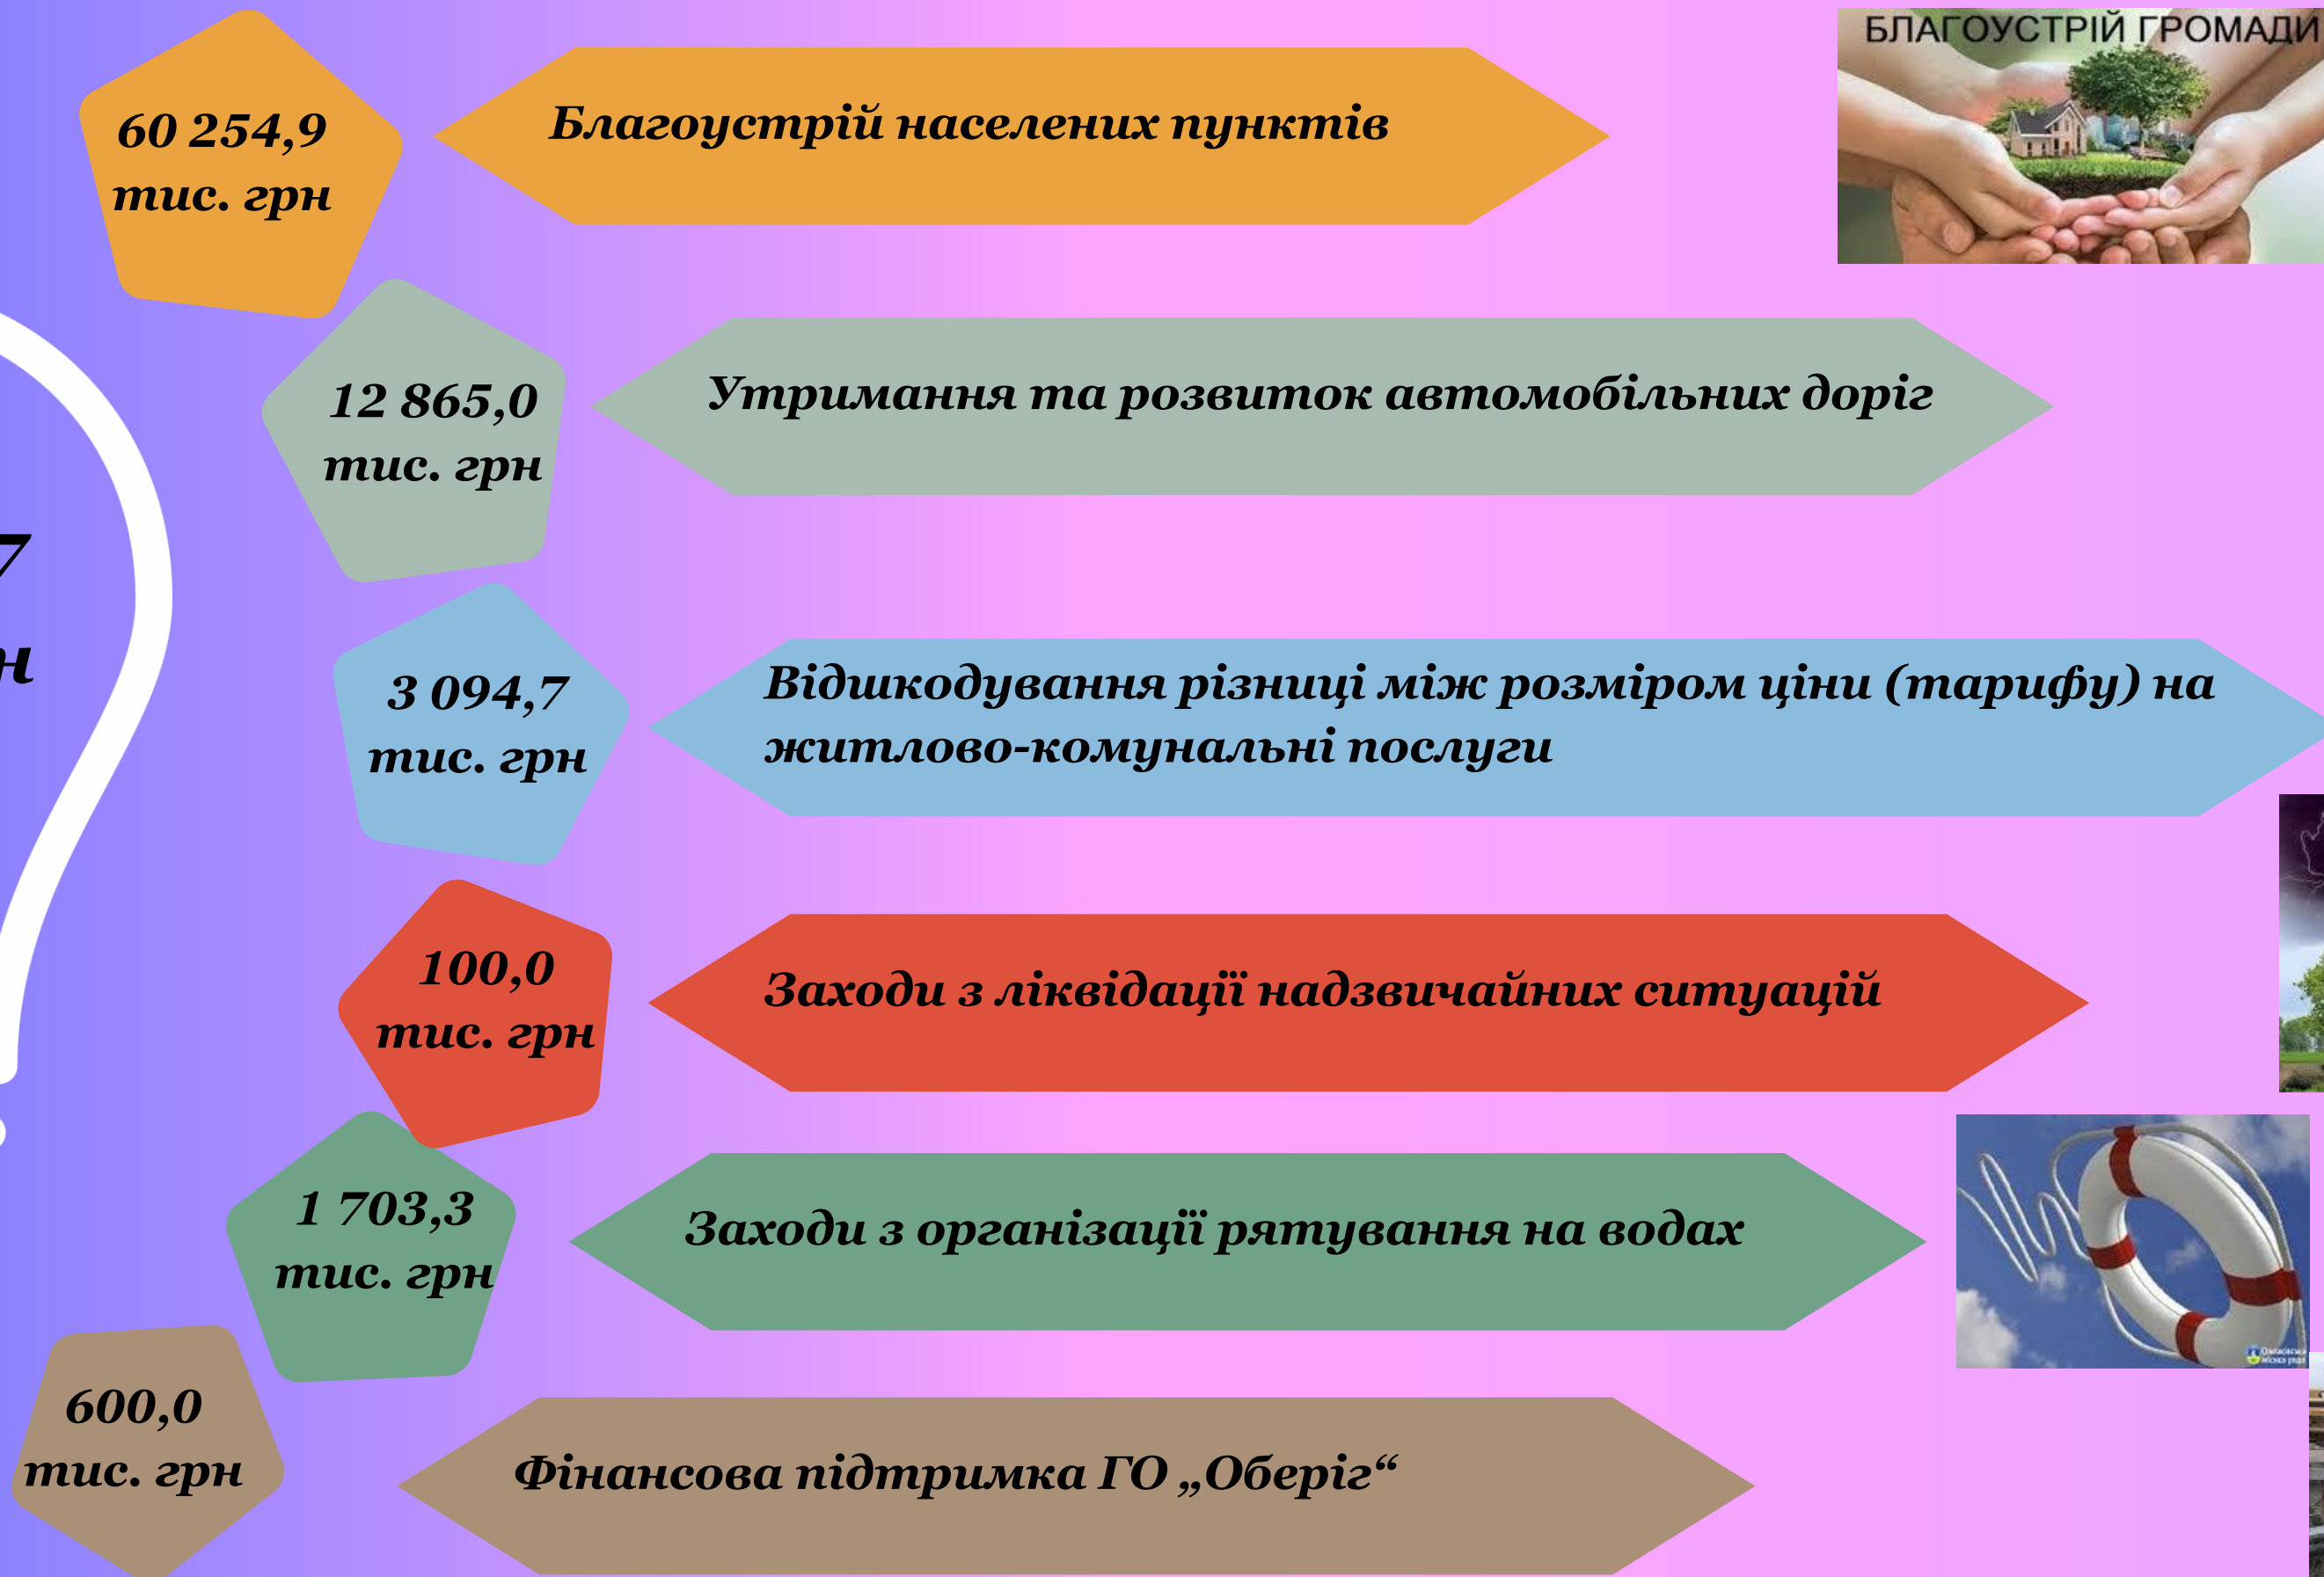 БЛАГОУСТРІЙ ГРОМАДИ
60 254,9
тис. грн
Благоустрій населених пунктів
12 865,0
тис. грн
Утримання та розвиток автомобільних доріг
7
н
3 094,7
тис. грн
Відшкодування різниці між розміром ціни (тарифу) на
житлово-комунальні послуги
100,0
тис. грн
Заходи з ліквідації надзвичайних ситуацій
1 703,3
тис. грн
Заходи з організації рятування на водах
600,0
тис. грн
Фінансова підтримка ГО „Оберіг“